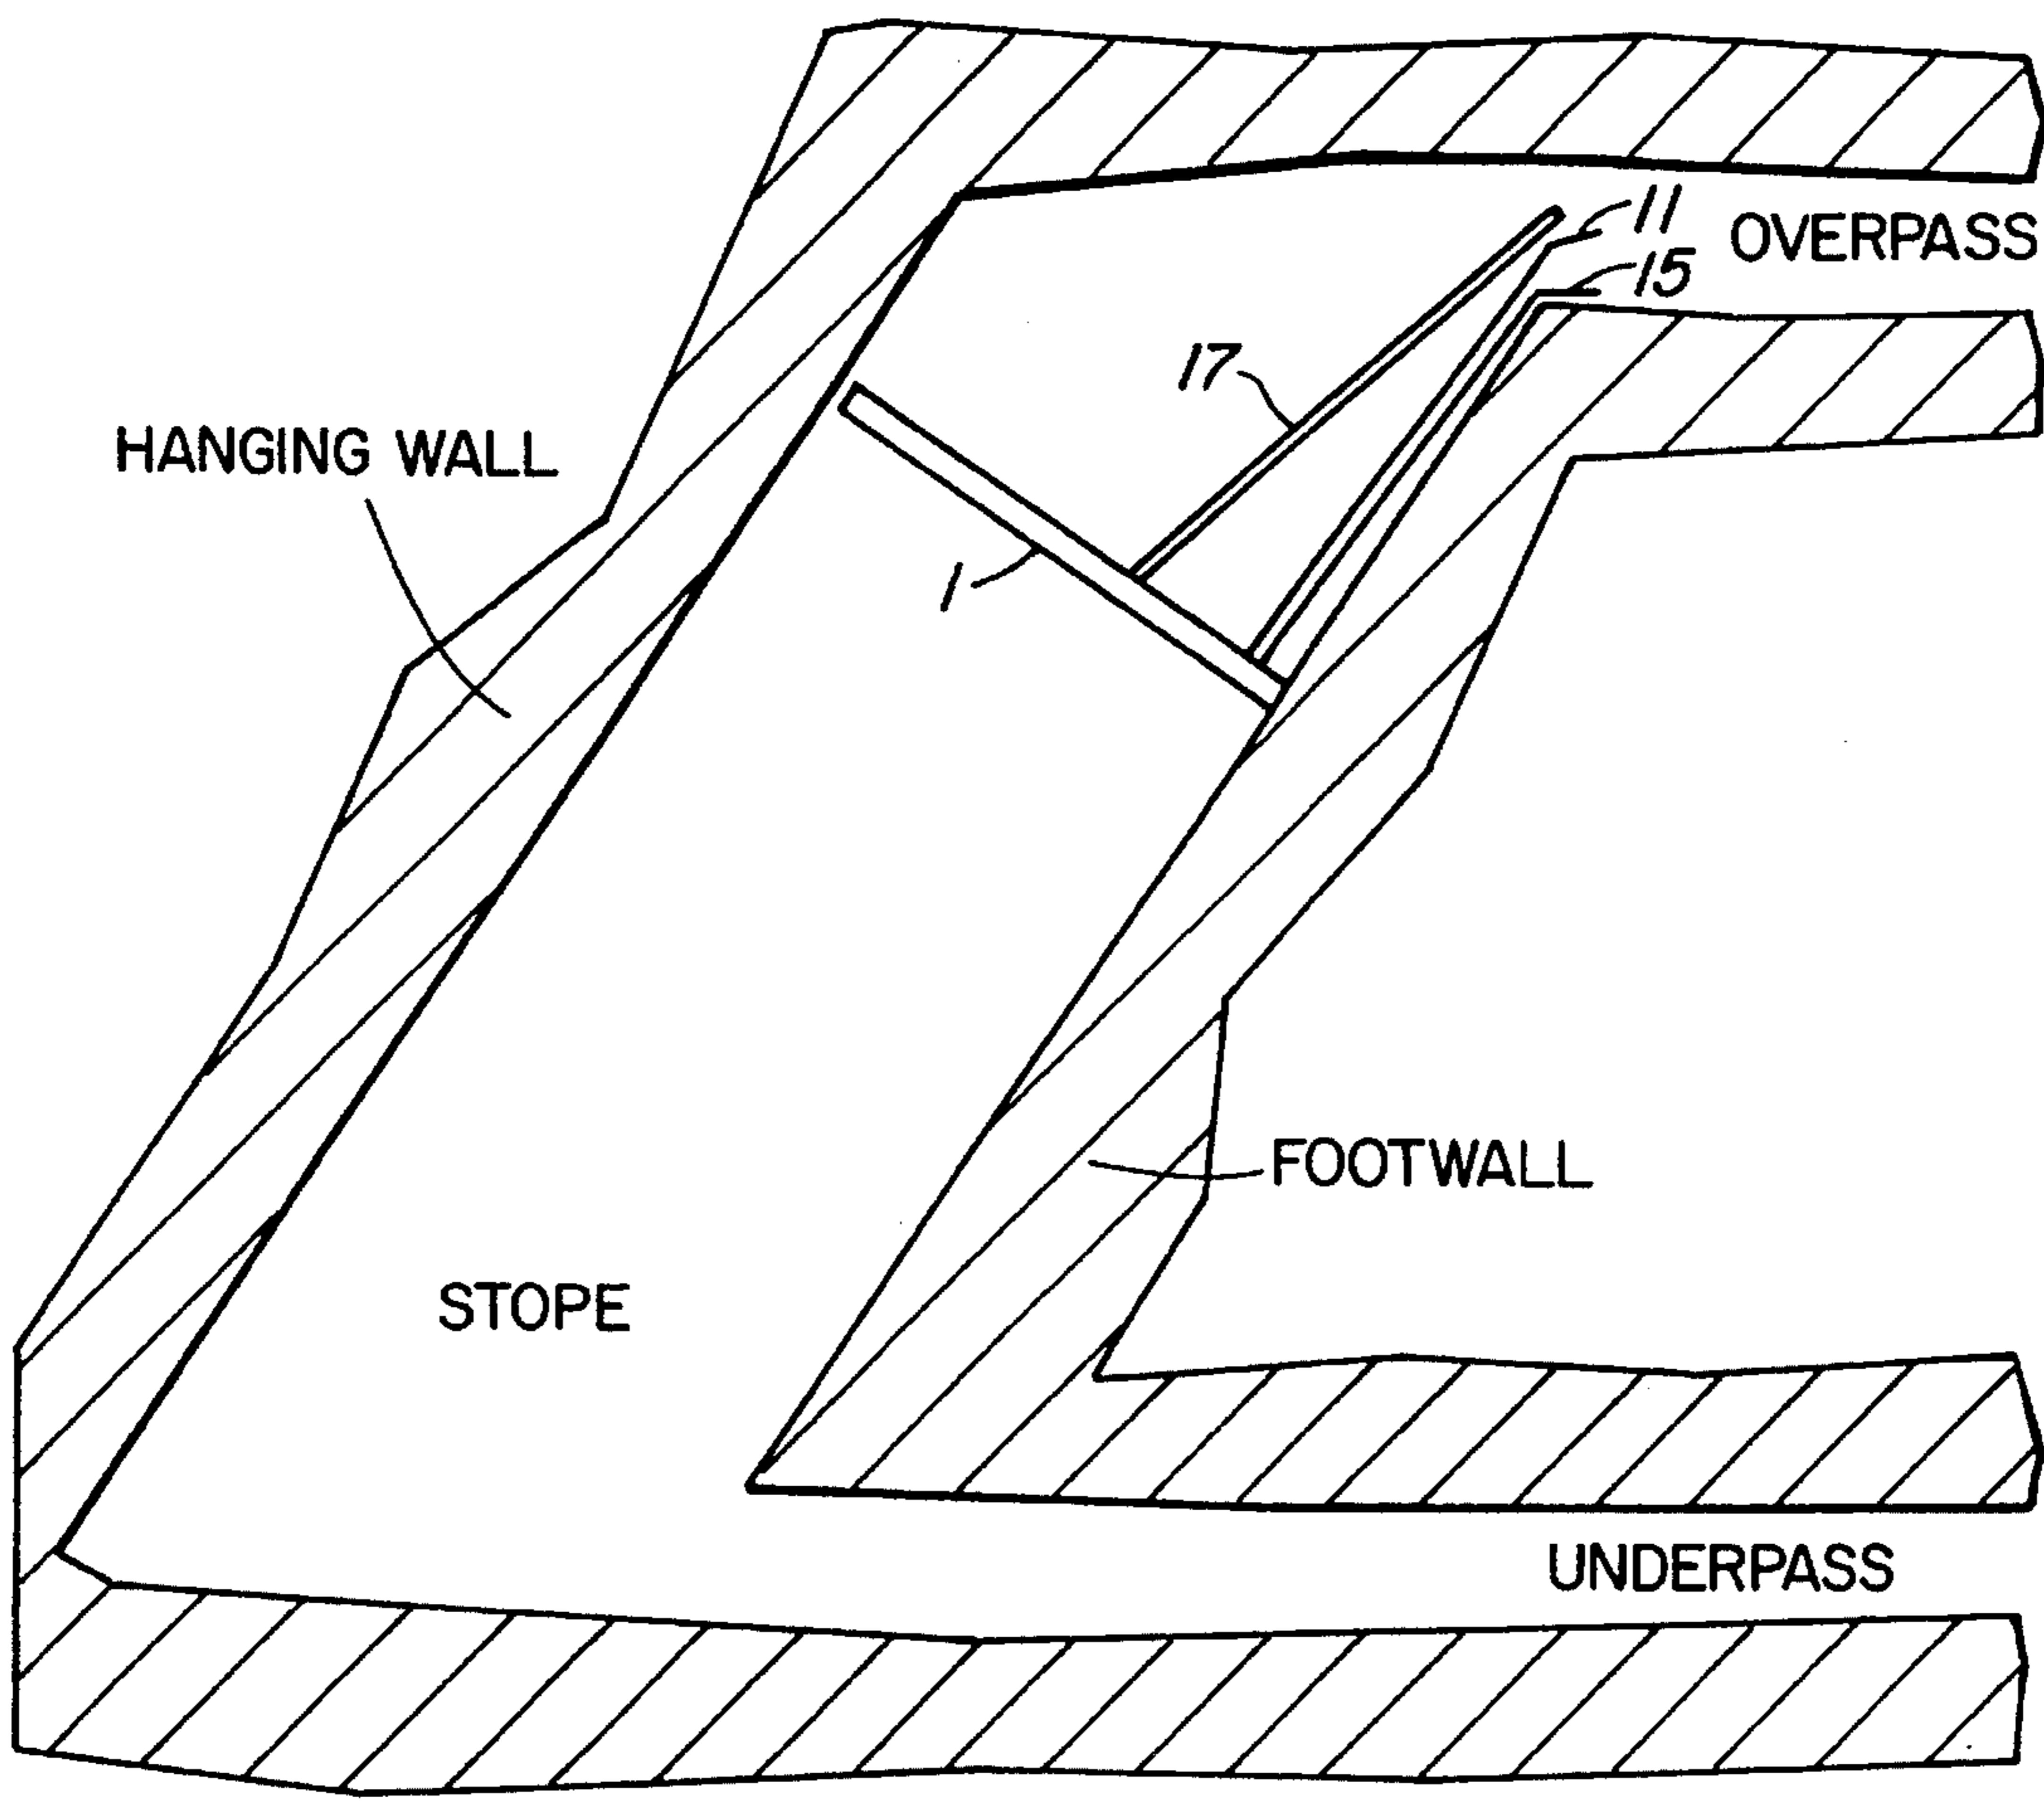 11
OVERPASS
15
17
HANGING WALL
1
FOOTWALL
STOPE
UNDERPASS